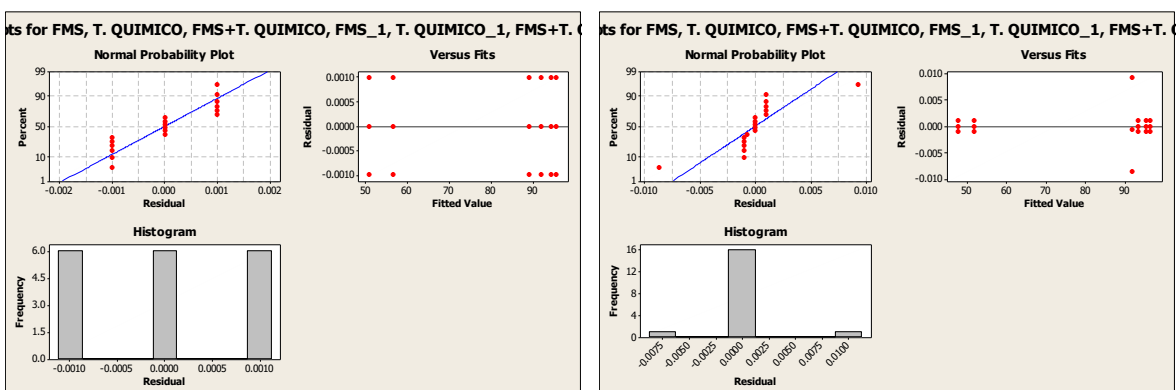 ts for FMS, T. QUIMICO, FMS+T. QUIMICO, FMS_1, T. QUIMICO_1, FMS+T.
Normal Probability Plot
99
90
50
10
1
Percent
-0.002 -0.001 0.000 0.001 0.002
Residual
Versus Fits
0.0010
0.0005
0.0000
-0.0005
-0.0010
Residual
50 60 70 80 90
Fitted Value
Histogram
6.0
4.5
3.0
1.5
0.0
Frequency
-0.0010 -0.0005 0.0000 0.0005 0.0010
Residual
ts for FMS, T. QUIMICO, FMS+T. QUIMICO, FMS_1, T. QUIMICO_1, FMS+T.
Normal Probability Plot
99
90
50
10
1
Percent
-0.010 -0.005 0.000 0.005 0.010
Residual
Versus Fits
0.010
0.005
0.000
-0.005
-0.010
Residual
50 60 70 80 90
Fitted Value
Histogram
16
12
8
4
0
Frequency
-0.0075 -0.0050 -0.0025 0.0000 0.0025 0.0050 0.0075 0.0100
Residual